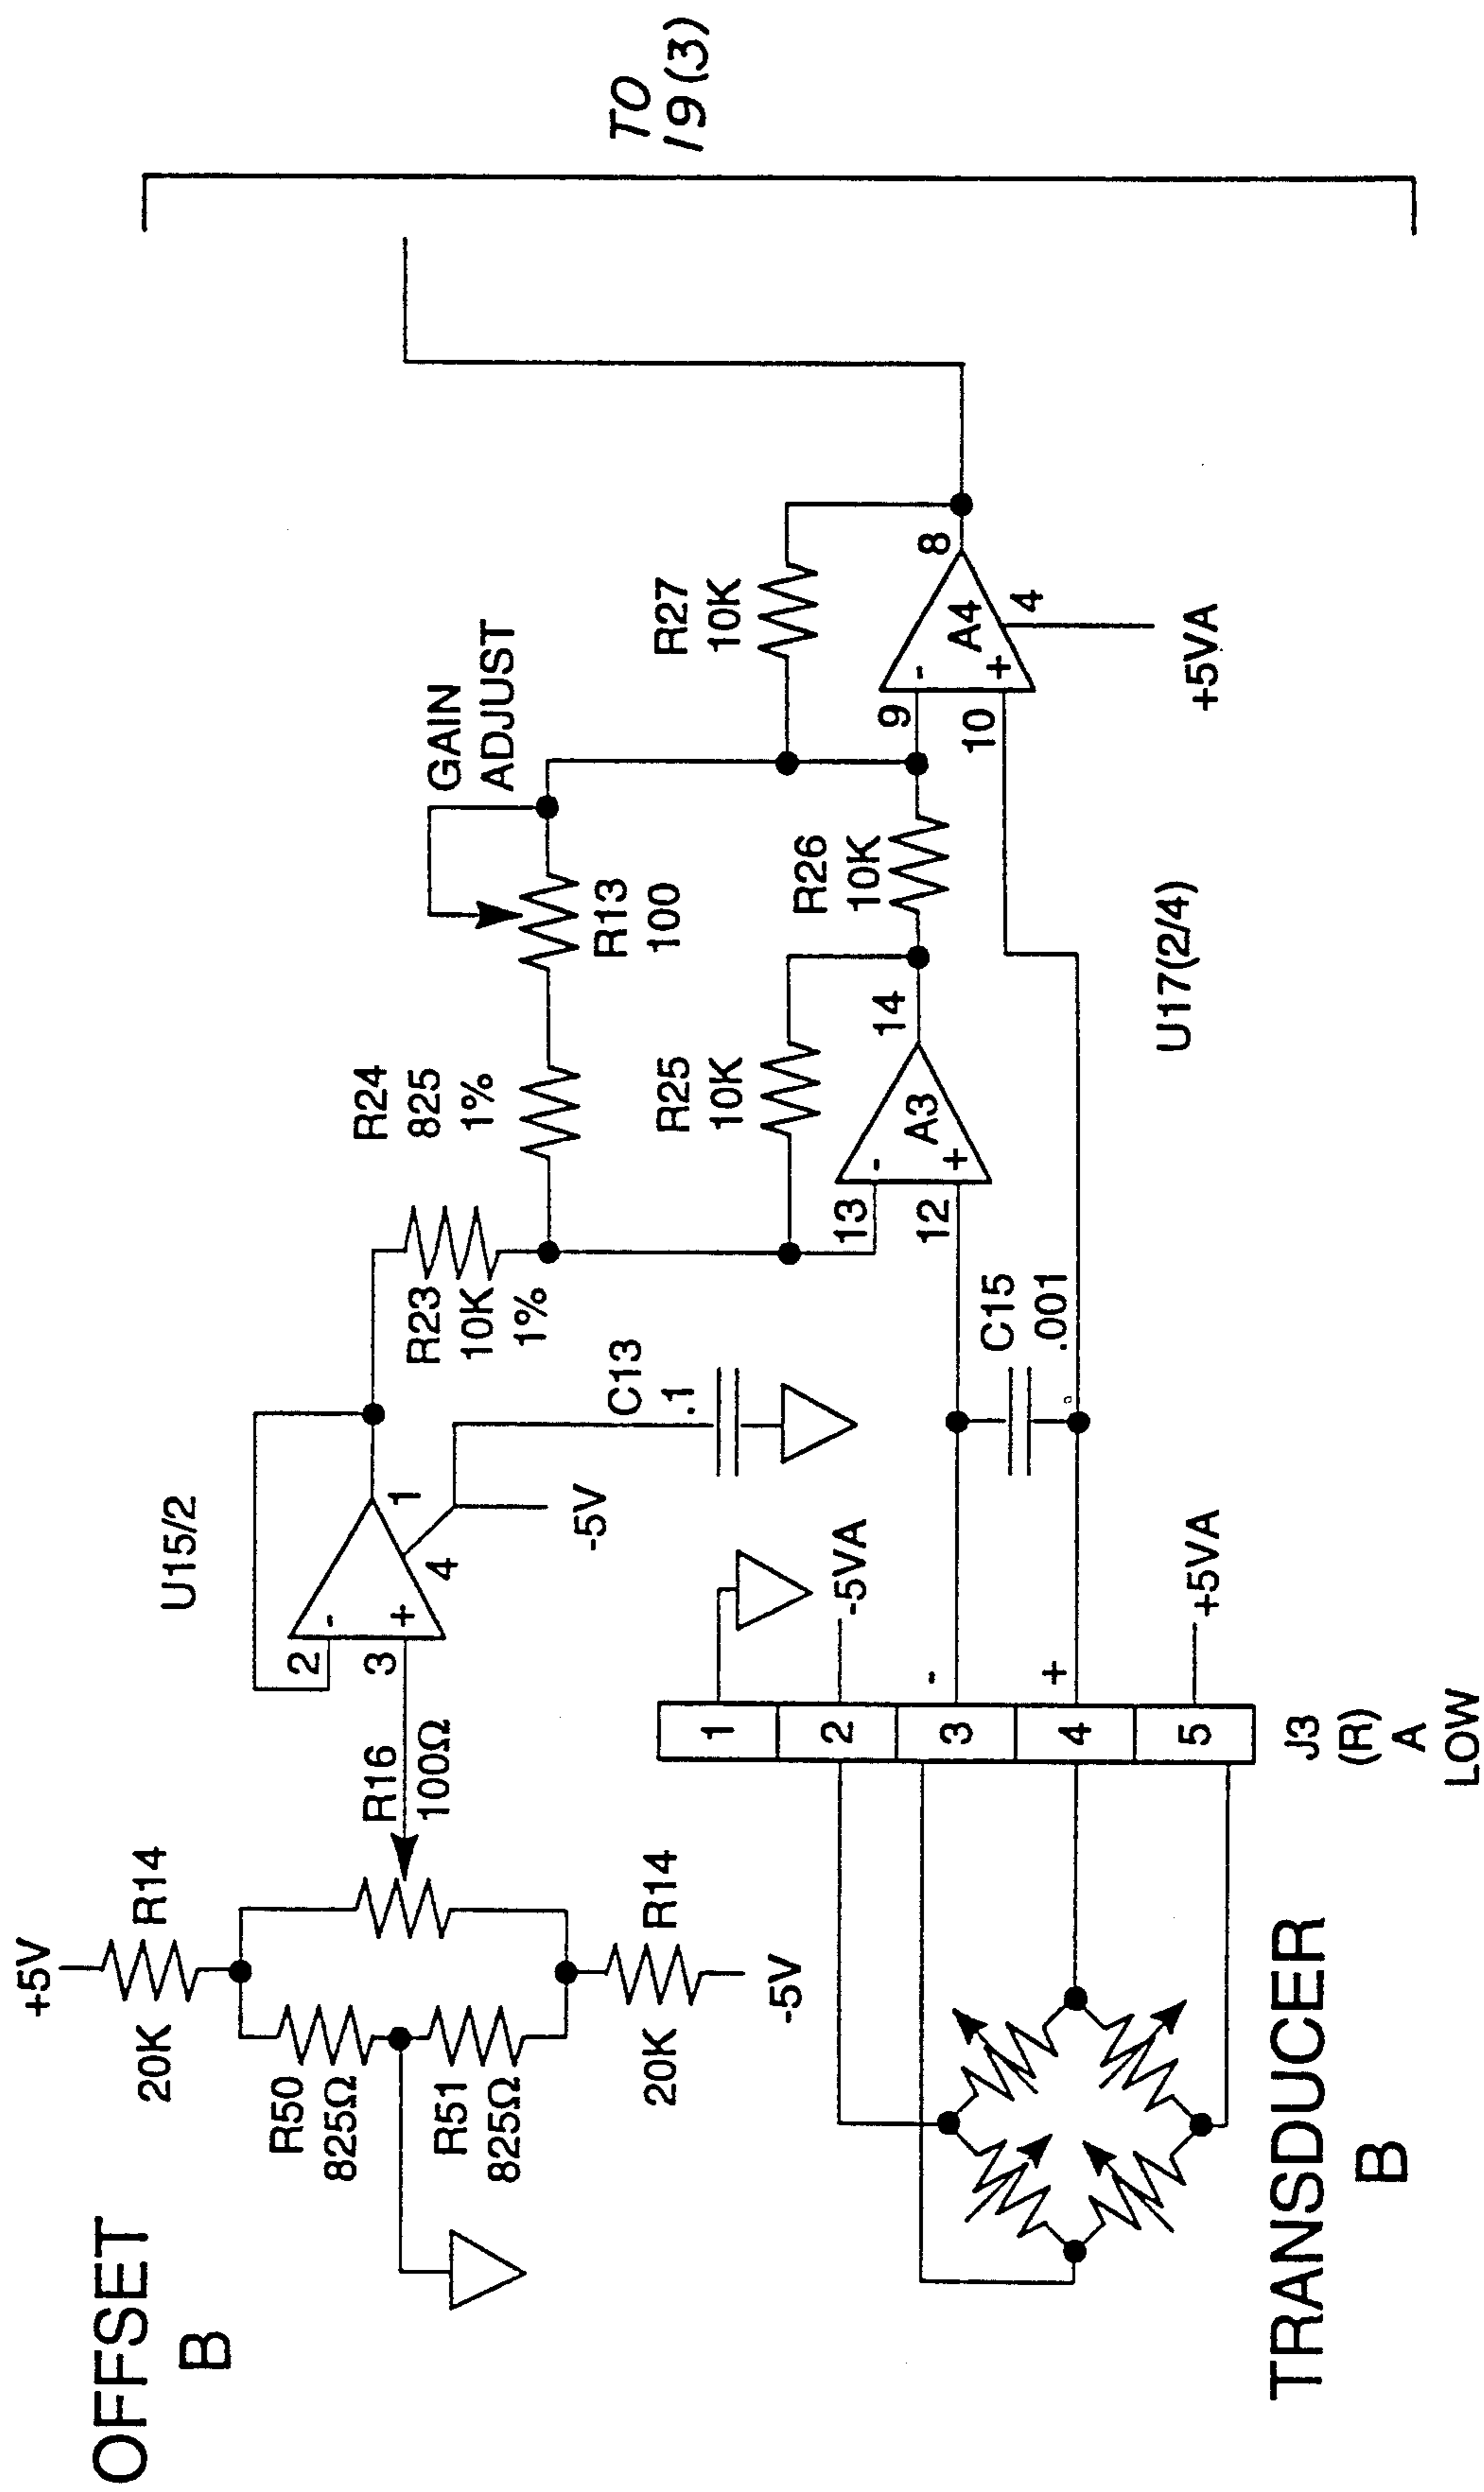 OFFSET
B
+5V
20K
R14
R50
825Ω
R51
825Ω
R16
100Ω
20K
R14
-5V
U15/2
2
-
3
+
1
4
-5V
C13
.1
R23
10K
1%
R24
825
1%
GAIN
ADJUST
R13
100
R25
10K
13
-
12
+
A3
14
R26
10K
R27
10K
9
-
10
+
A4
8
4
+5VA
U17(2/4)
C15
.001
1
2
3
4
5
-5VA
-
+
+5VA
J3
(R)
A
LOW
TRANSDUCER
B
TO
19(3)